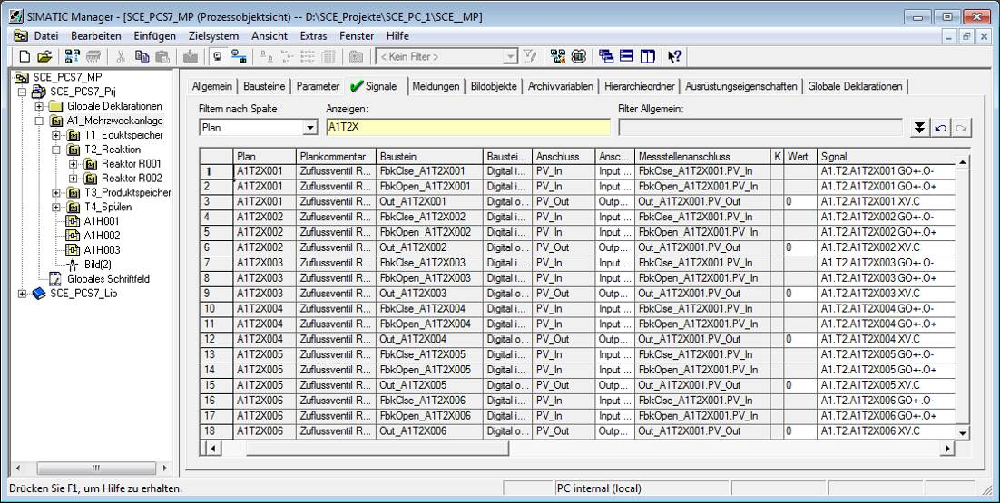 SIMATIC Manager - [SCE_PCS7_MP (Prozessobjektsicht) -- D:\SCE_Projekte\SCE_PC_1\SCE__MP]
Datei Bearbeiten Einfügen Zielsystem Ansicht Extras Fenster Hilfe
< Kein Filter >
SCE_PCS7_MP
SCE_PCS7_Prj
Globale Deklarationen
A1_Mehrzweckanlage
T1_Eduktspeicher
T2_Reaktion
Reaktor R001
Reaktor R002
T3_Produktspeicher
T4_Spülen
A1H001
A1H002
A1H003
Bild(2)
Globales Schriftfeld
SCE_PCS7_Lib
Allgemein Bausteine Parameter Signale Meldungen Bildobjekte Archivvariablen Hierarchieordner Ausrüstungseigenschaften Globale Deklarationen
Filtern nach Spalte: Anzeigen: Filter Allgemein:
Plan A1T2X
Plan Plankommentar Baustein Baustei... Anschluss Ansc... Messstellenanschluss K Wert Signal
1 A1T2X001 Zuflussventil R... FbkClse_A1T2X001 Digital i... PV_In Input ... FbkClse_A1T2X001.PV_In A1.T2.A1T2X001.GO+-.O-
2 A1T2X001 Zuflussventil R... FbkOpen_A1T2X001 Digital i... PV_In Input ... FbkOpen_A1T2X001.PV_In A1.T2.A1T2X001.GO+-.O+
3 A1T2X001 Zuflussventil R... Out_A1T2X001 Digital o... PV_Out Outp... Out_A1T2X001.PV_Out 0 A1.T2.A1T2X001.XV.C
4 A1T2X002 Zuflussventil R... FbkClse_A1T2X002 Digital i... PV_In Input ... FbkClse_A1T2X001.PV_In A1.T2.A1T2X002.GO+-.O-
5 A1T2X002 Zuflussventil R... FbkOpen_A1T2X002 Digital i... PV_In Input ... FbkOpen_A1T2X001.PV_In A1.T2.A1T2X002.GO+-.O+
6 A1T2X002 Zuflussventil R... Out_A1T2X002 Digital o... PV_Out Outp... Out_A1T2X001.PV_Out 0 A1.T2.A1T2X002.XV.C
7 A1T2X003 Zuflussventil R... FbkClse_A1T2X003 Digital i... PV_In Input ... FbkClse_A1T2X001.PV_In A1.T2.A1T2X003.GO+-.O-
8 A1T2X003 Zuflussventil R... FbkOpen_A1T2X003 Digital i... PV_In Input ... FbkOpen_A1T2X001.PV_In A1.T2.A1T2X003.GO+-.O+
9 A1T2X003 Zuflussventil R... Out_A1T2X003 Digital o... PV_Out Outp... Out_A1T2X001.PV_Out 0 A1.T2.A1T2X003.XV.C
10 A1T2X004 Zuflussventil R... FbkClse_A1T2X004 Digital i... PV_In Input ... FbkClse_A1T2X001.PV_In A1.T2.A1T2X004.GO+-.O-
11 A1T2X004 Zuflussventil R... FbkOpen_A1T2X004 Digital i... PV_In Input ... FbkOpen_A1T2X001.PV_In A1.T2.A1T2X004.GO+-.O+
12 A1T2X004 Zuflussventil R... Out_A1T2X004 Digital o... PV_Out Outp... Out_A1T2X001.PV_Out 0 A1.T2.A1T2X004.XV.C
13 A1T2X005 Zuflussventil R... FbkClse_A1T2X005 Digital i... PV_In Input ... FbkClse_A1T2X001.PV_In A1.T2.A1T2X005.GO+-.O-
14 A1T2X005 Zuflussventil R... FbkOpen_A1T2X005 Digital i... PV_In Input ... FbkOpen_A1T2X001.PV_In A1.T2.A1T2X005.GO+-.O+
15 A1T2X005 Zuflussventil R... Out_A1T2X005 Digital o... PV_Out Outp... Out_A1T2X001.PV_Out 0 A1.T2.A1T2X005.XV.C
16 A1T2X006 Zuflussventil R... FbkClse_A1T2X006 Digital i... PV_In Input ... FbkClse_A1T2X001.PV_In A1.T2.A1T2X006.GO+-.O-
17 A1T2X006 Zuflussventil R... FbkOpen_A1T2X006 Digital i... PV_In Input ... FbkOpen_A1T2X001.PV_In A1.T2.A1T2X006.GO+-.O+
18 A1T2X006 Zuflussventil R... Out_A1T2X006 Digital o... PV_Out Outp... Out_A1T2X001.PV_Out 0 A1.T2.A1T2X006.XV.C
Drücken Sie F1, um Hilfe zu erhalten. PC internal (local)